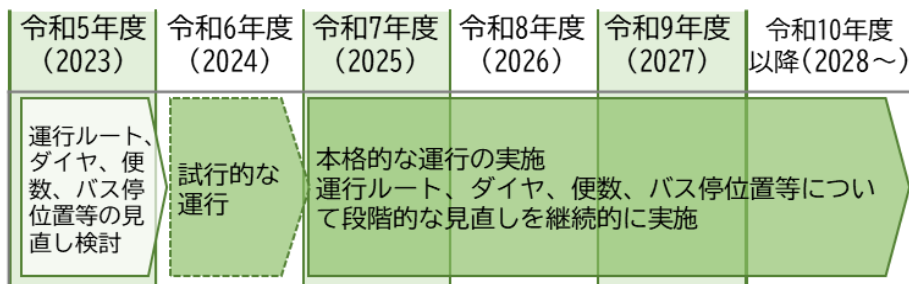 令和5年度
(2023)
令和6年度
(2024)
令和7年度
(2025)
令和8年度
(2026)
令和9年度
(2027)
令和10年度
以降(2028~)
運行ルート、
ダイヤ、便
数、バス停
位置等の見
直し検討
試行的な
運行
本格的な運行の実施
運行ルート、ダイヤ、便数、バス停位置等につい
て段階的な見直しを継続的に実施